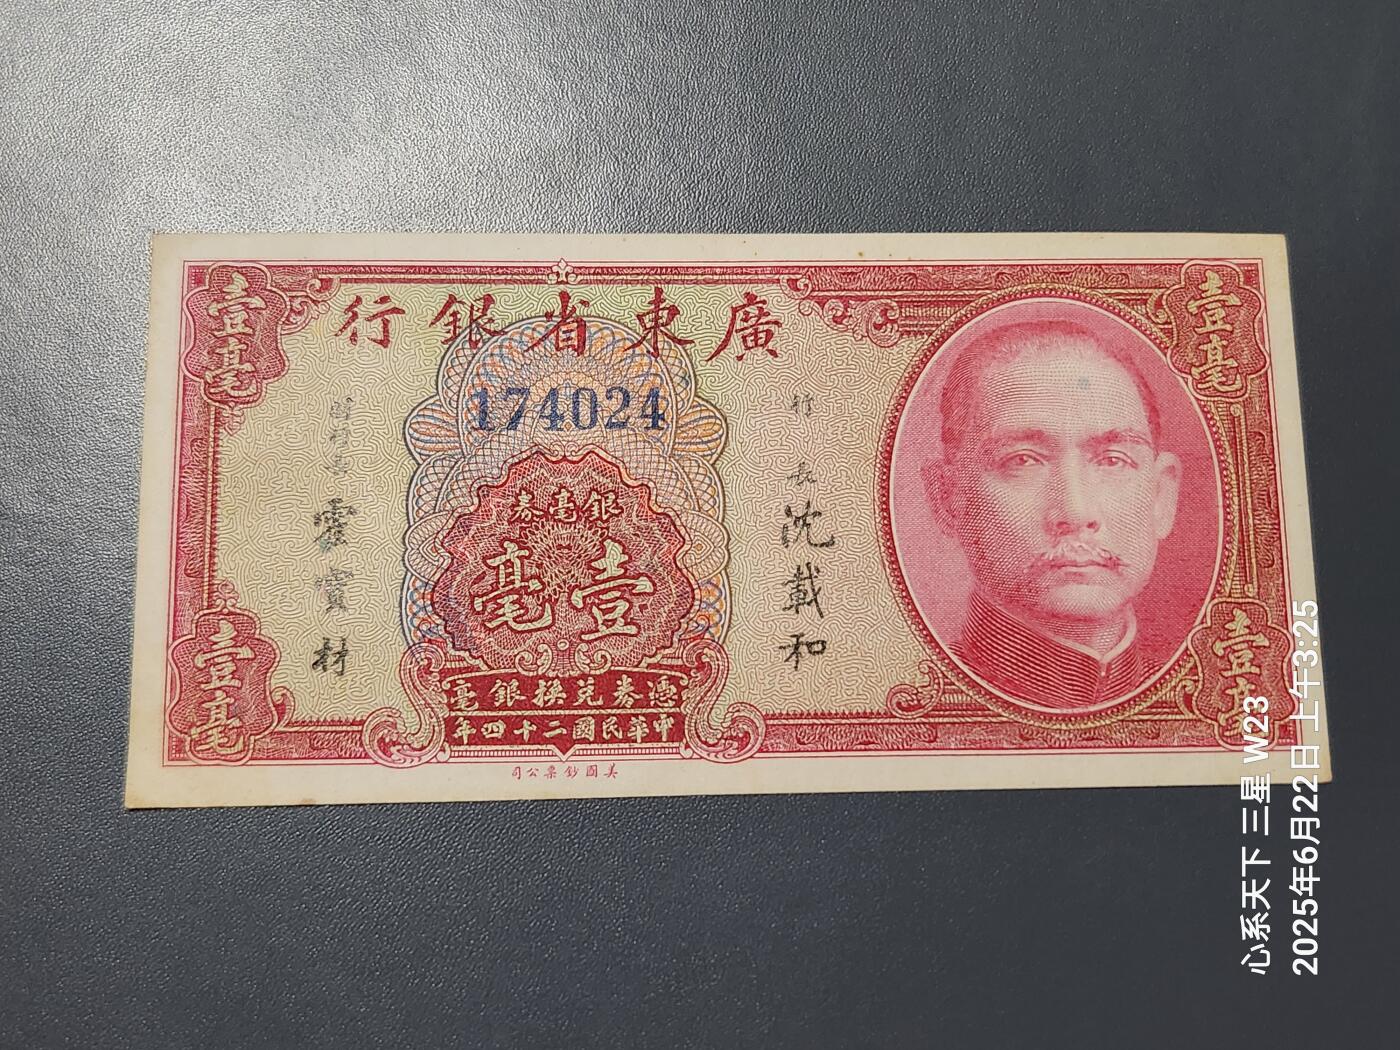 廣東省銀行
壹毫
壹毫
174024
行長
沈載和
霍寶材
銀毫券
壹毫
憑券兌換銀毫
中華民國二十四年
壹毫
壹毫
美國鈔票公司
心系天下 三星 W23
2025年6月22日 上午3:25